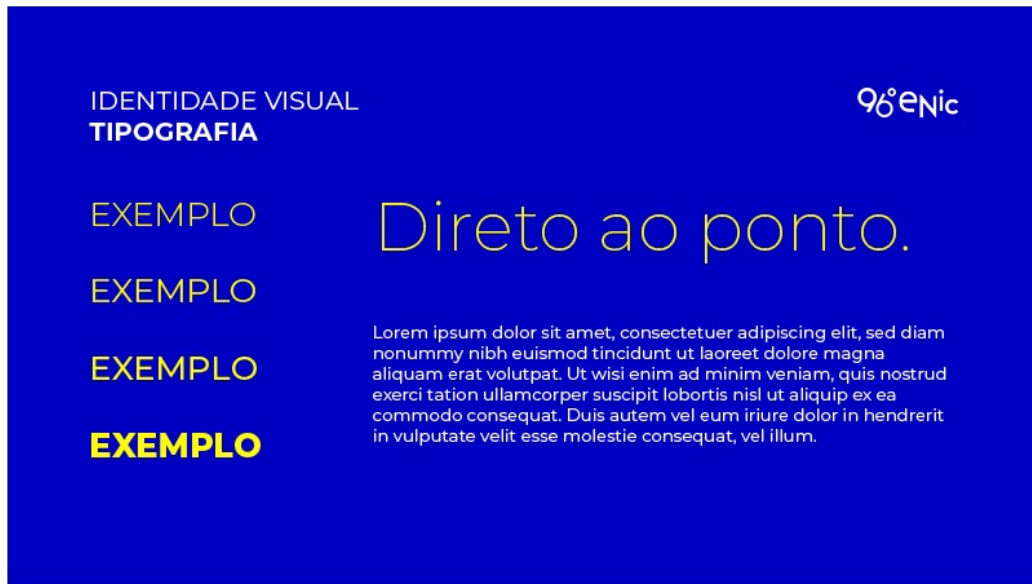 IDENTIDADE VISUAL
TIPOGRAFIA
96º eNic
EXEMPLO
EXEMPLO
EXEMPLO
EXEMPLO
Direto ao ponto.
Lorem ipsum dolor sit amet, consectetuer adipiscing elit, sed diam
nonummy nibh euismod tincidunt ut laoreet dolore magna
aliquam erat volutpat. Ut wisi enim ad minim veniam, quis nostrud
exerci tation ullamcorper suscipit lobortis nisl ut aliquip ex ea
commodo consequat. Duis autem vel eum iriure dolor in hendrerit
in vulputate velit esse molestie consequat, vel illum.